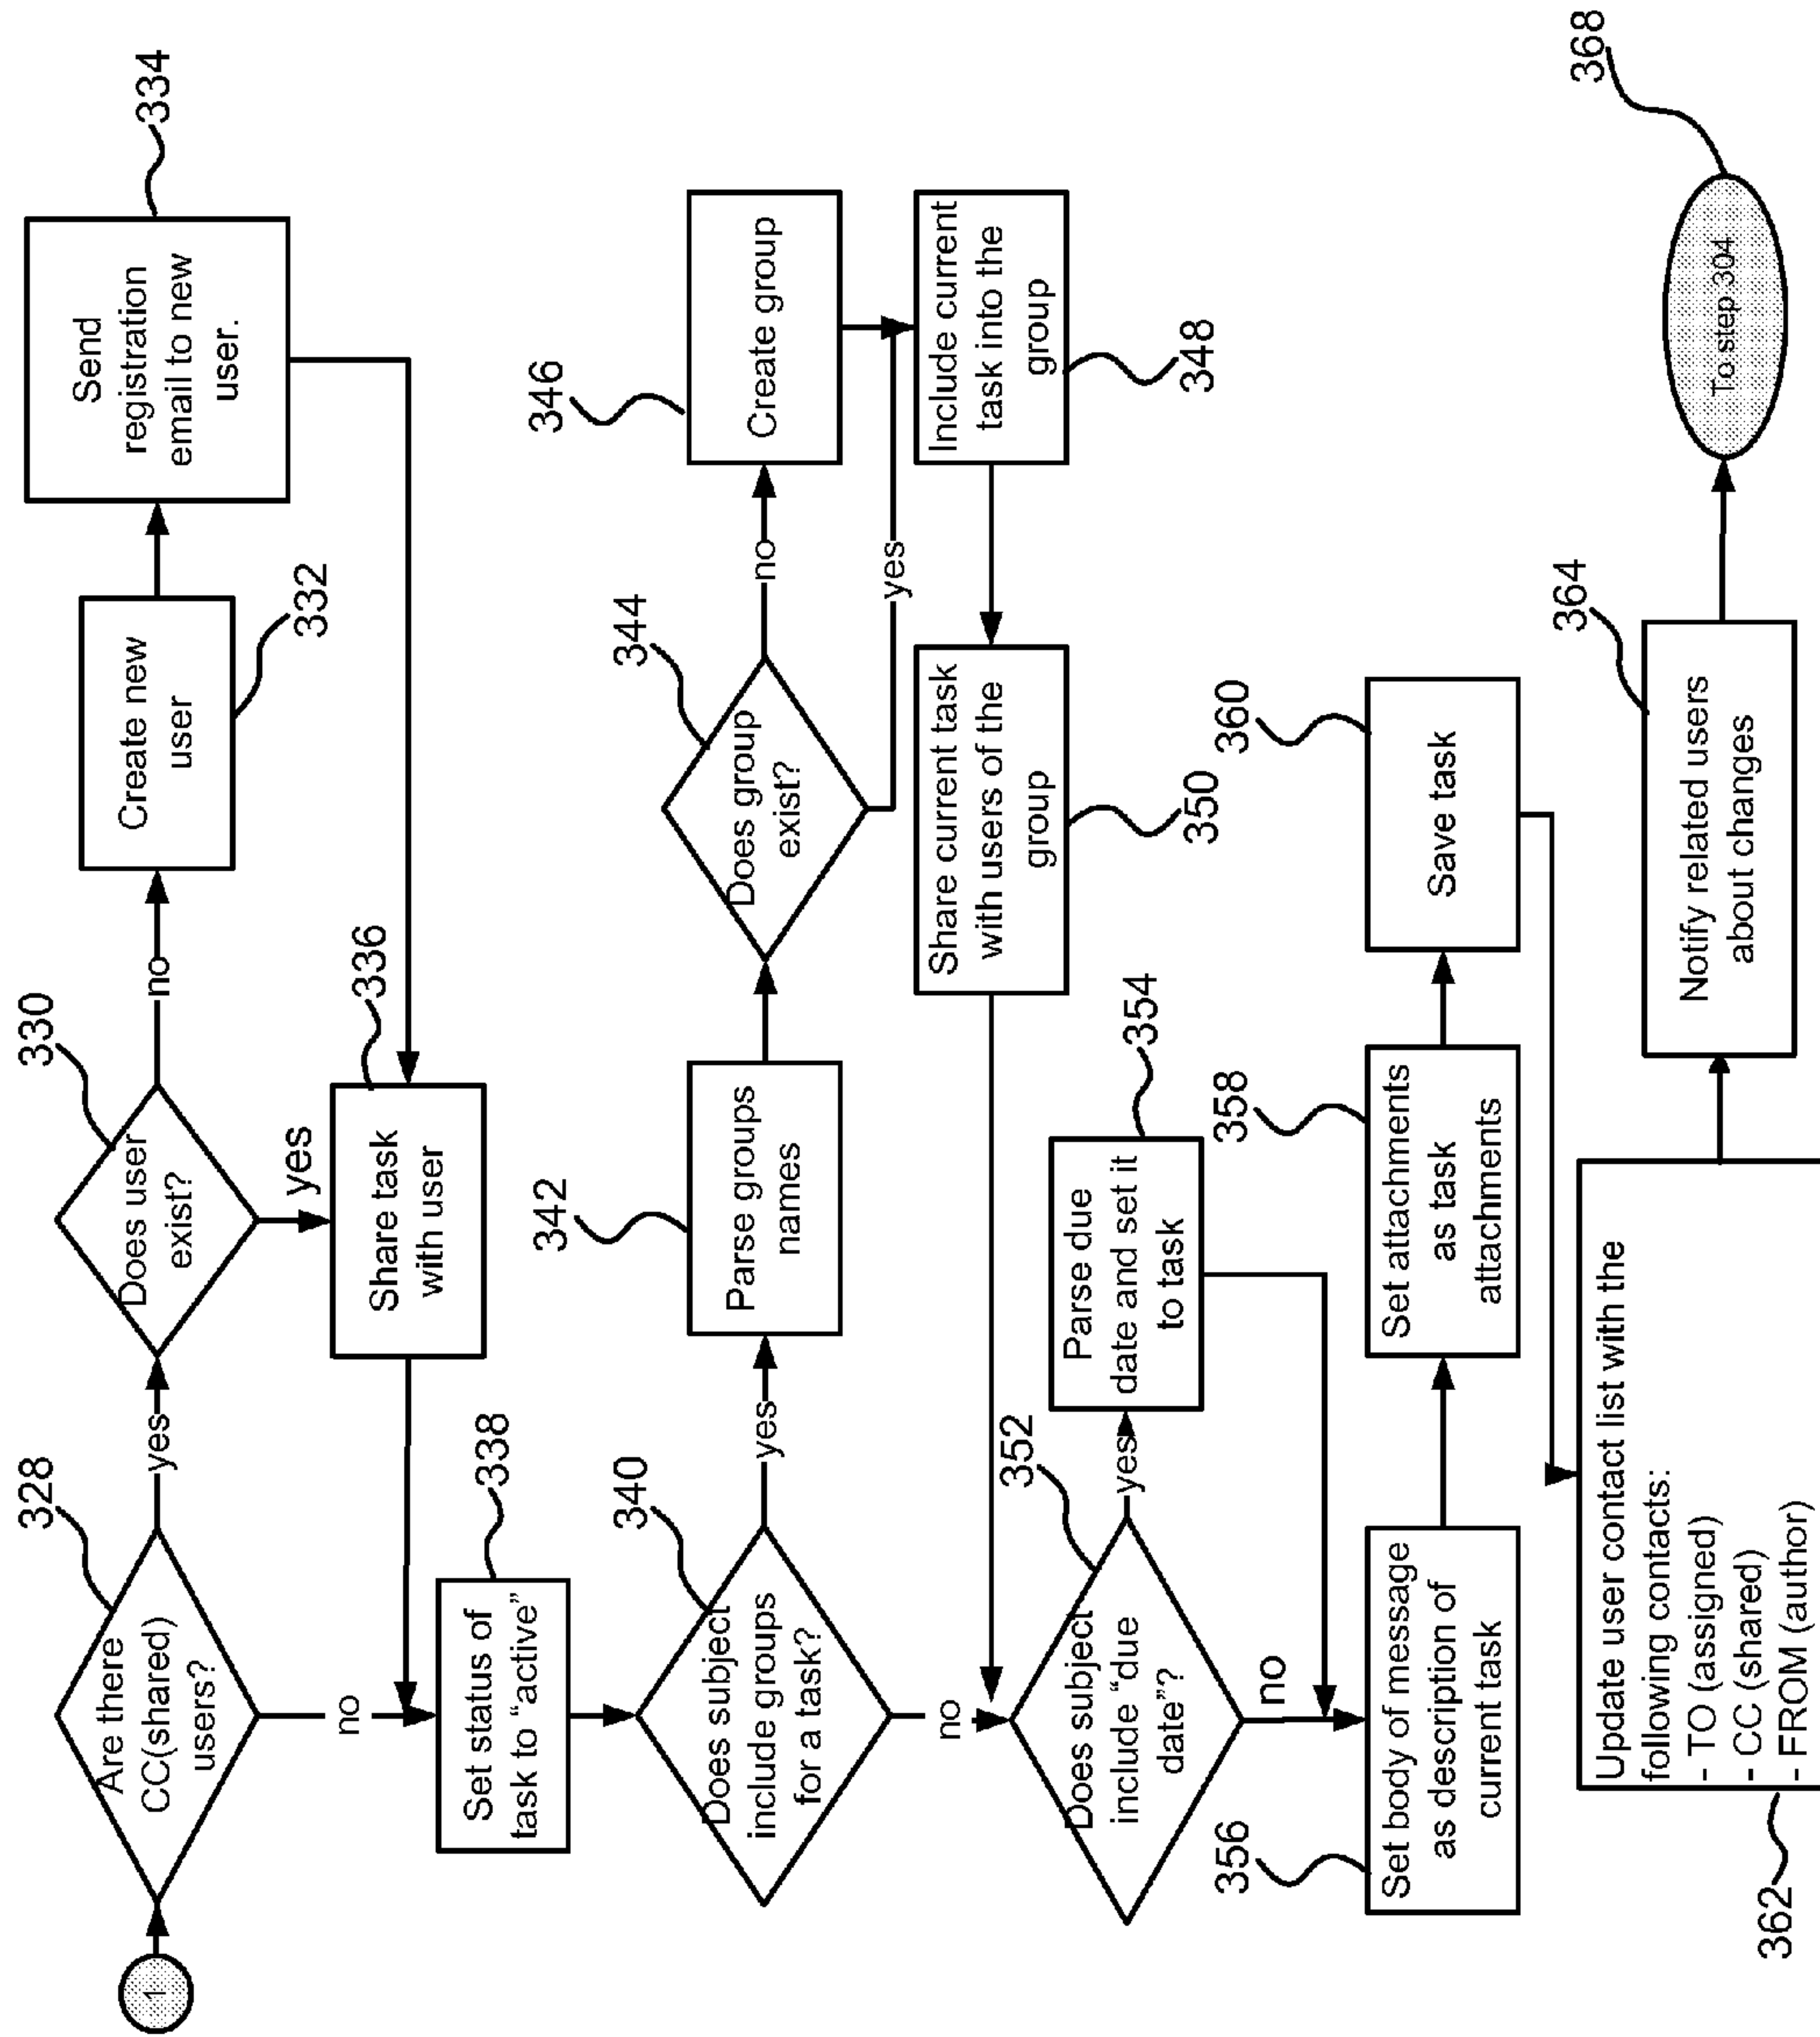 1
328
Are there
CC(shared)
users?
yes
no
330
Does user
exist?
no
yes
332
Create new
user
334
Send
registration
email to new
user.
336
Share task
with user
338
Set status of
task to “active”
340
Does subject
include groups
for a task?
yes
no
342
Parse groups
names
344
Does group
exist?
no
yes
346
Create group
348
Include current
task into the
group
350
Share current task
with users of the
group
352
Does subject
include “due
date”?
yes
no
354
Parse due
date and set it
to task
356
Set body of message
as description of
current task
358
Set attachments
as task
attachments
360
Save task
362
Update user contact list with the
following contacts:
- TO (assigned)
- CC (shared)
- FROM (author)
364
Notify related users
about changes
368
To step 304